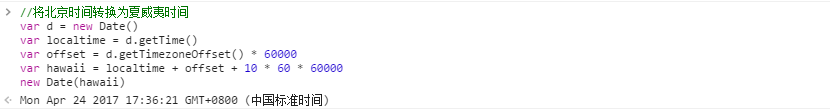 //将北京时间转换为夏威夷时间
var d = new Date()
var localtime = d.getTime()
var offset = d.getTimezoneOffset() * 60000
var hawaii = localtime + offset + 10 * 60 * 60000
new Date(hawaii)
Mon Apr 24 2017 17:36:21 GMT+0800 (中国标准时间)